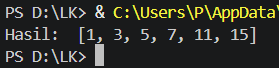 PS D:\LK> & C:\Users\P\AppData\
Hasil:  [1, 3, 5, 7, 11, 15]
PS D:\LK>